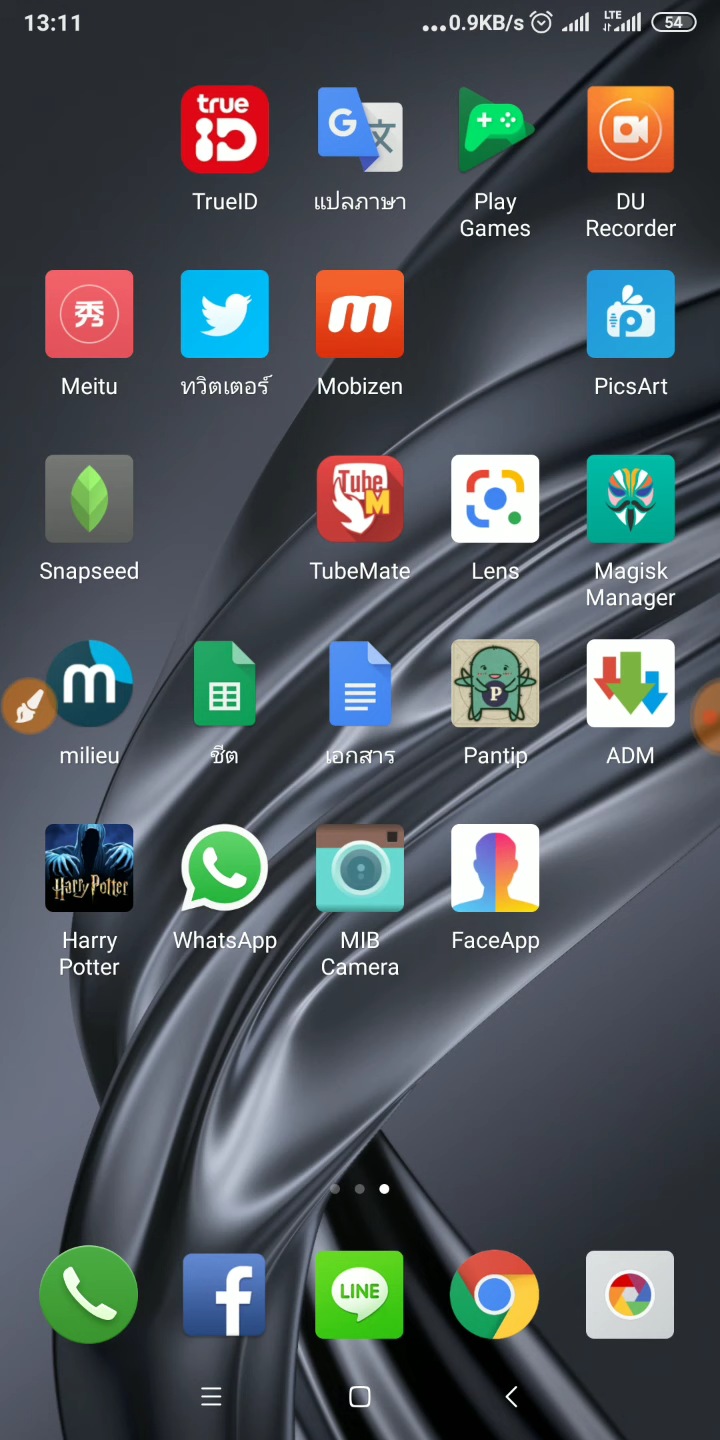 13:11
...0.9KB/s
LTE
54
true
iD
G
文
TrueID
แปลภาษา
Play
Games
DU
Recorder
秀
m
P
Meitu
ทวิตเตอร์
Mobizen
PicsArt
Tube
M
Snapseed
TubeMate
Lens
Magisk
Manager
m
P
milieu
ชีต
เอกสาร
Pantip
ADM
Harry Potter
Harry
Potter
WhatsApp
MIB
Camera
FaceApp
f
LINE